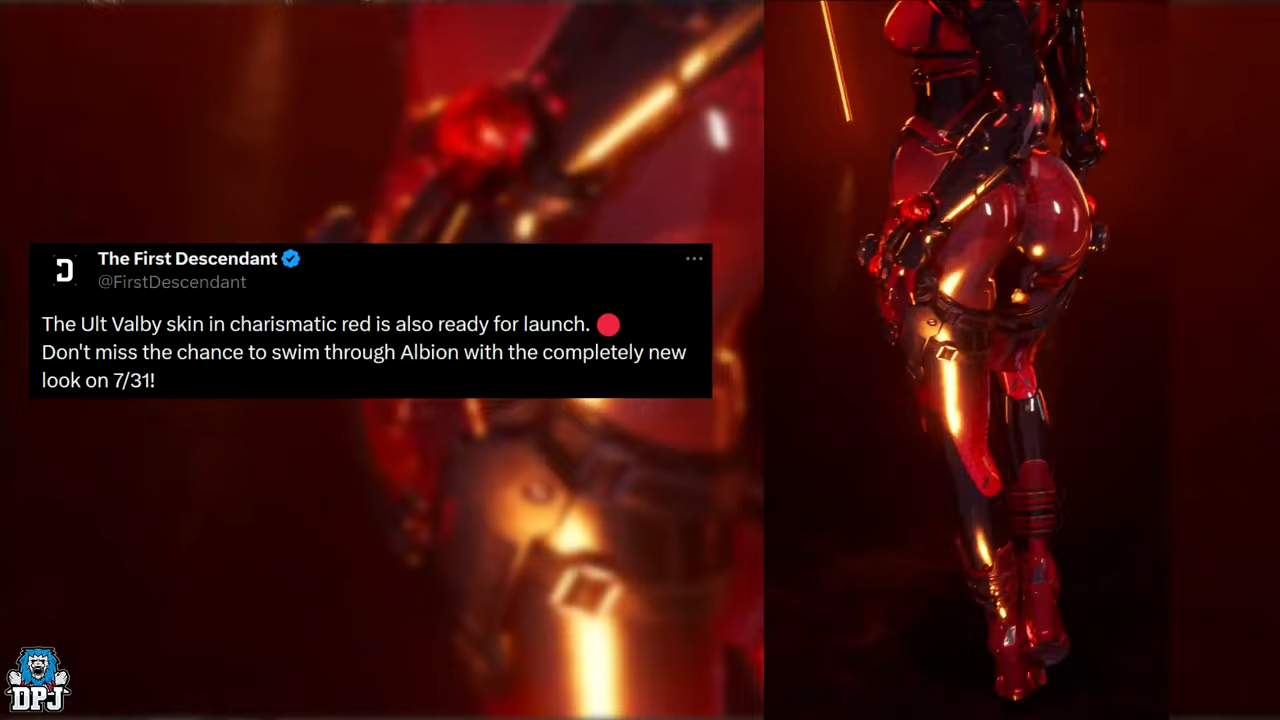 The First Descendant
@FirstDescendant
The Ult Valby skin in charismatic red is also ready for launch. 🔴
Don't miss the chance to swim through Albion with the completely new
look on 7/31!
DPJ